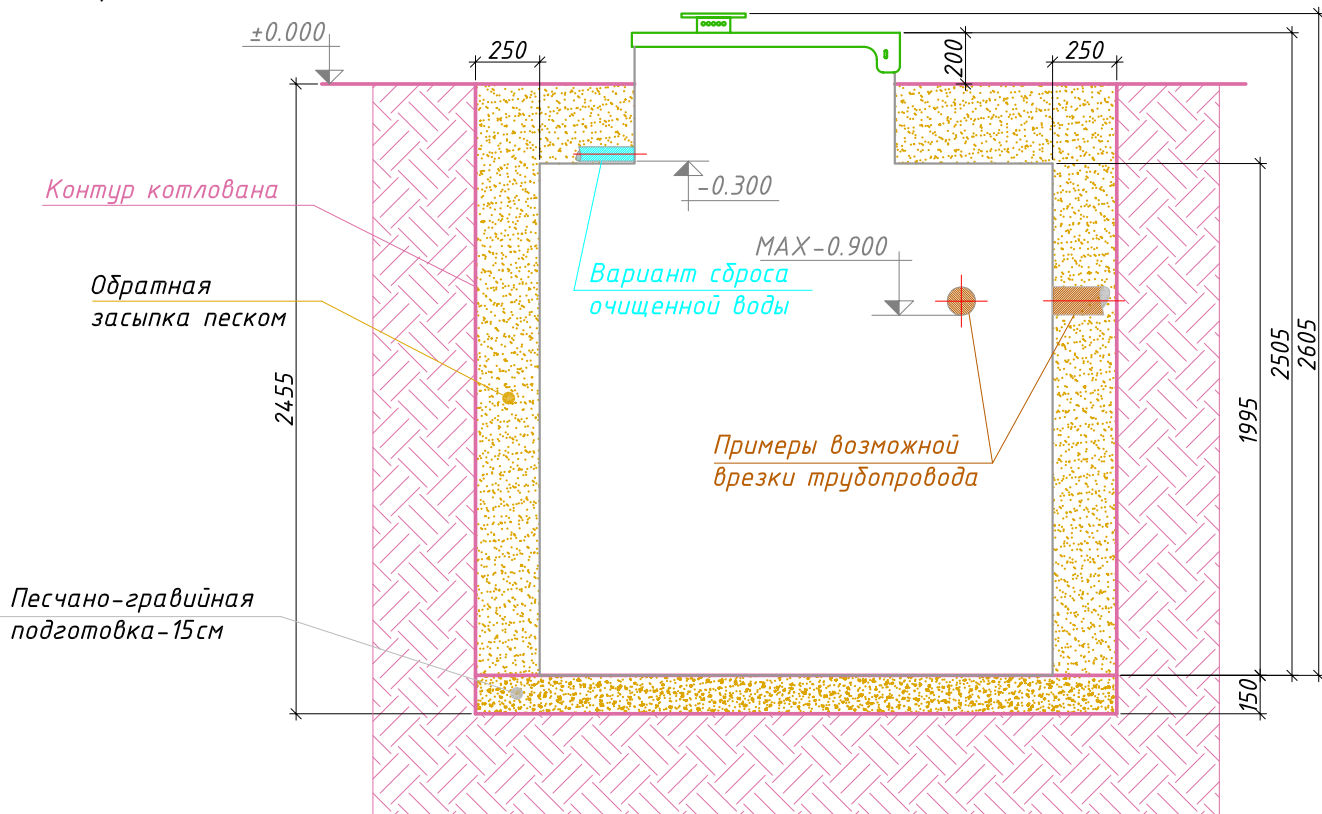 ±0.000
250
200
250
Контур котлована
-0.300
MAX-0.900
Вариант сброса
очищенной воды
Обратная
засыпка песком
2455
2505
2605
1995
Примеры возможной
врезки трубопровода
Песчано-гравийная
подготовка-15см
150